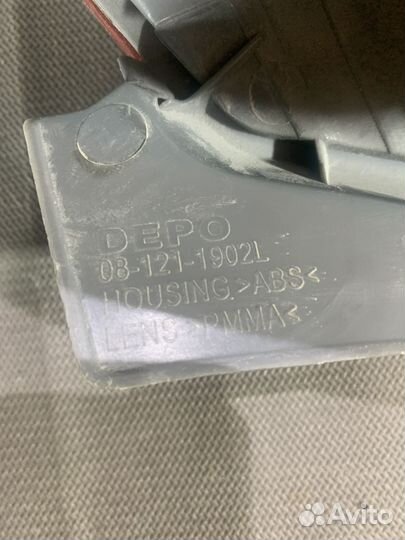 DEPO
08-121-1902L
HOUSING>ABS<
LENS>PMMA<
Avito